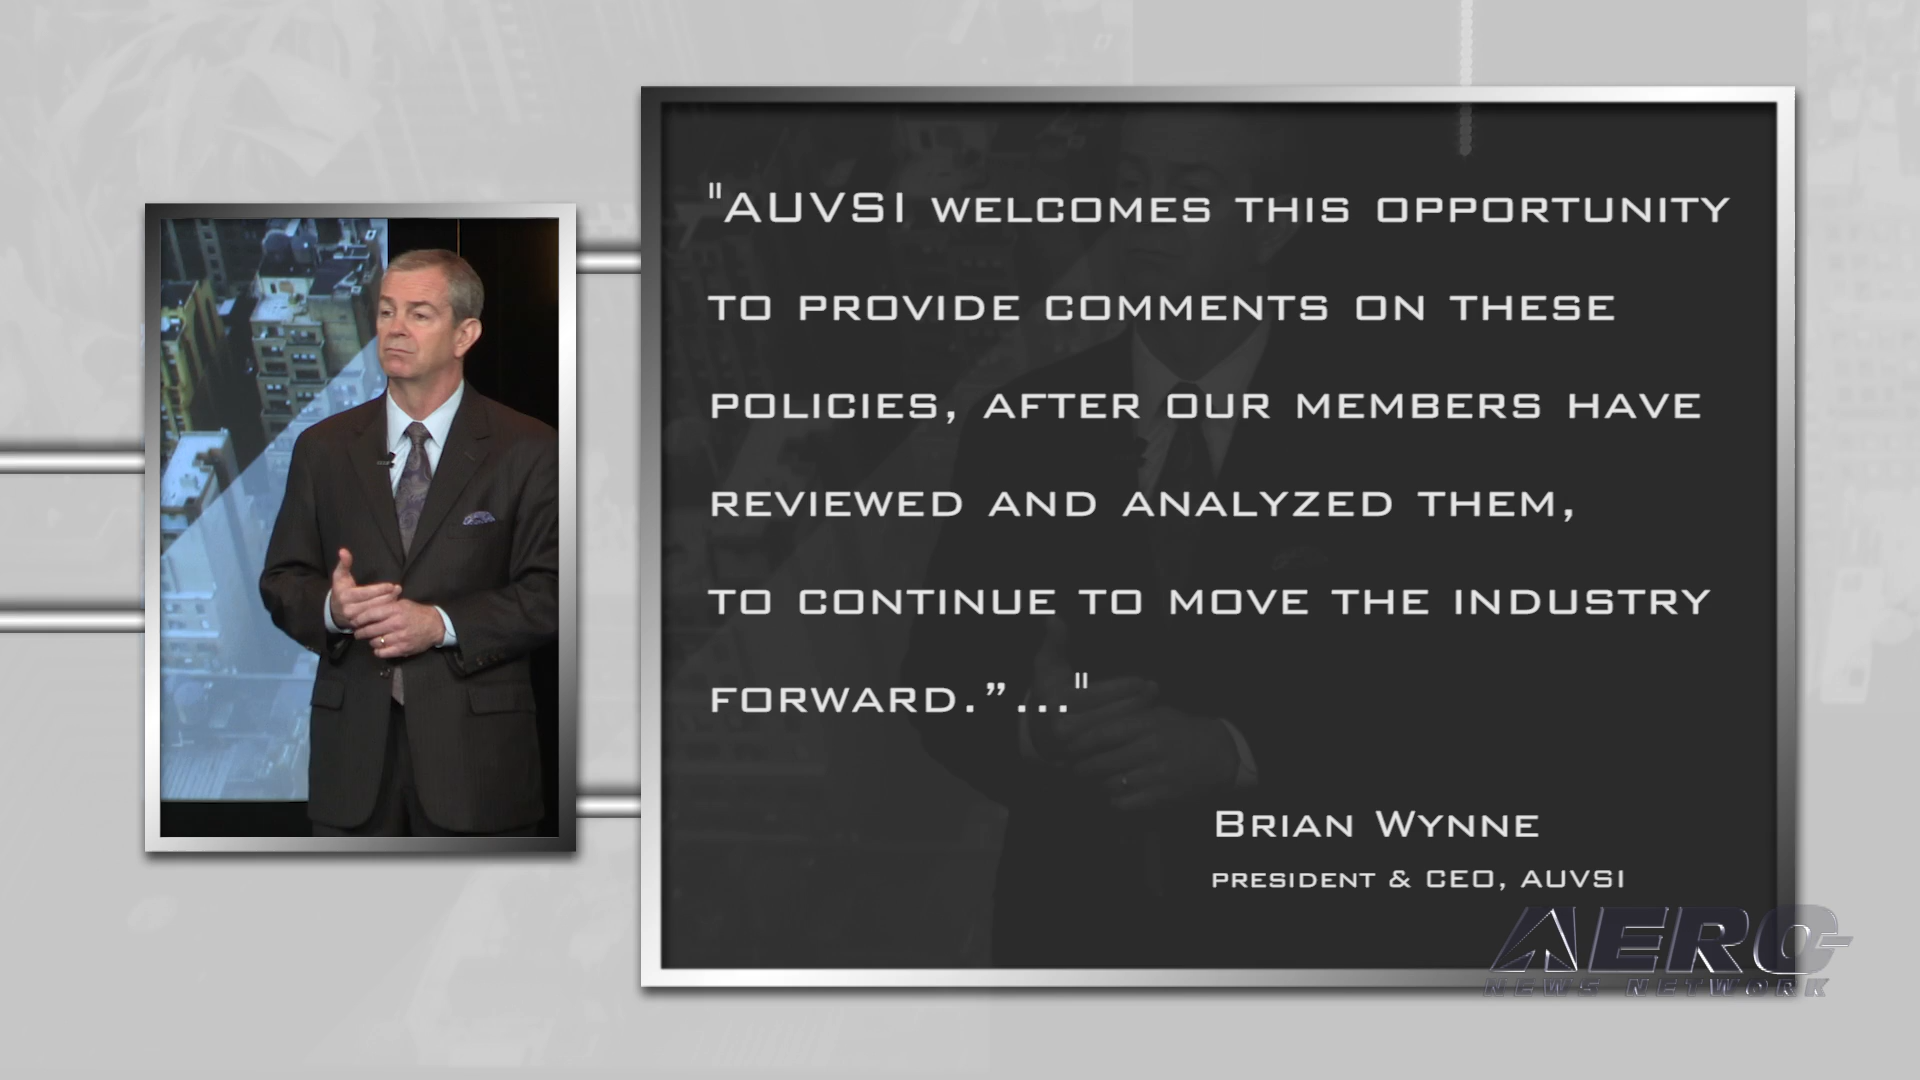 "AUVSI WELCOMES THIS OPPORTUNITY
TO PROVIDE COMMENTS ON THESE
POLICIES, AFTER OUR MEMBERS HAVE
REVIEWED AND ANALYZED THEM,
TO CONTINUE TO MOVE THE INDUSTRY
FORWARD.”..."
BRIAN WYNNE
PRESIDENT & CEO, AUVSI
AERO-
NEWS NETWORK